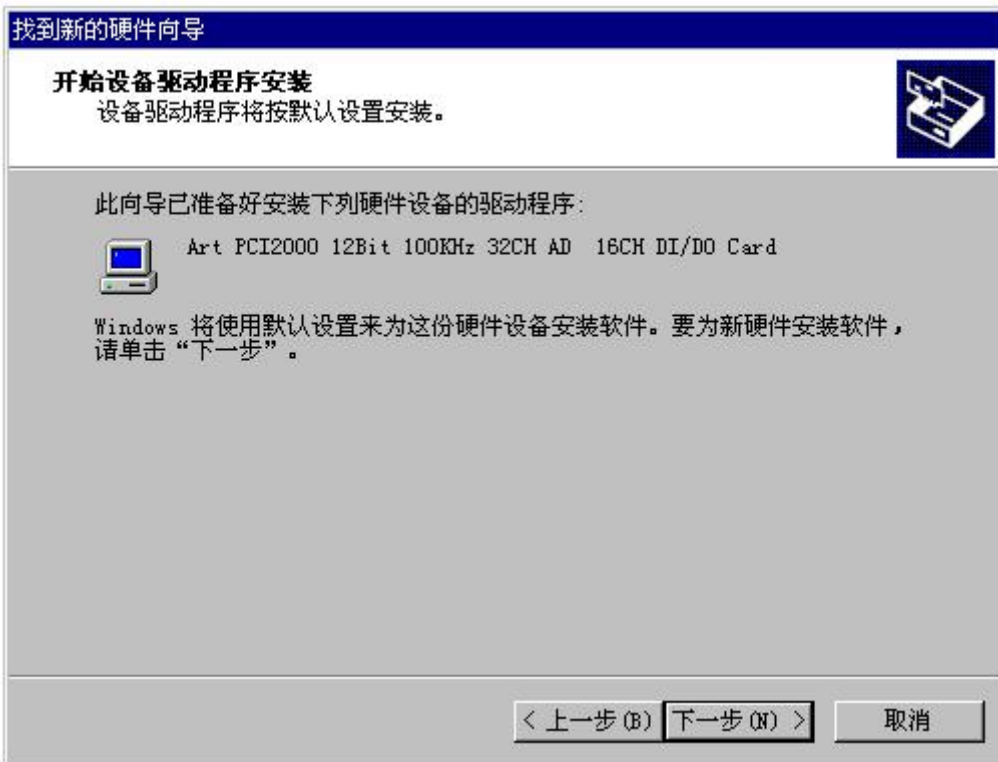 找到新的硬件向导
开始设备驱动程序安装
设备驱动程序将按默认设置安装。
此向导已准备好安装下列硬件设备的驱动程序:
Art PCI2000 12Bit 100KHz 32CH AD  16CH DI/DO Card
Windows 将使用默认设置来为这份硬件设备安装软件。要为新硬件安装软件，
请单击“下一步”。
< 上一步(B) 下一步(N) > 取消